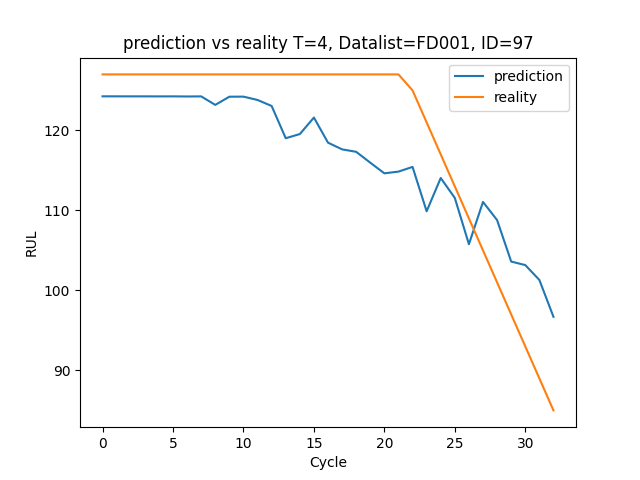 prediction vs reality T=4, Datalist=FD001, ID=97
prediction
reality
RUL
120
110
100
90
0 5 10 15 20 25 30
Cycle